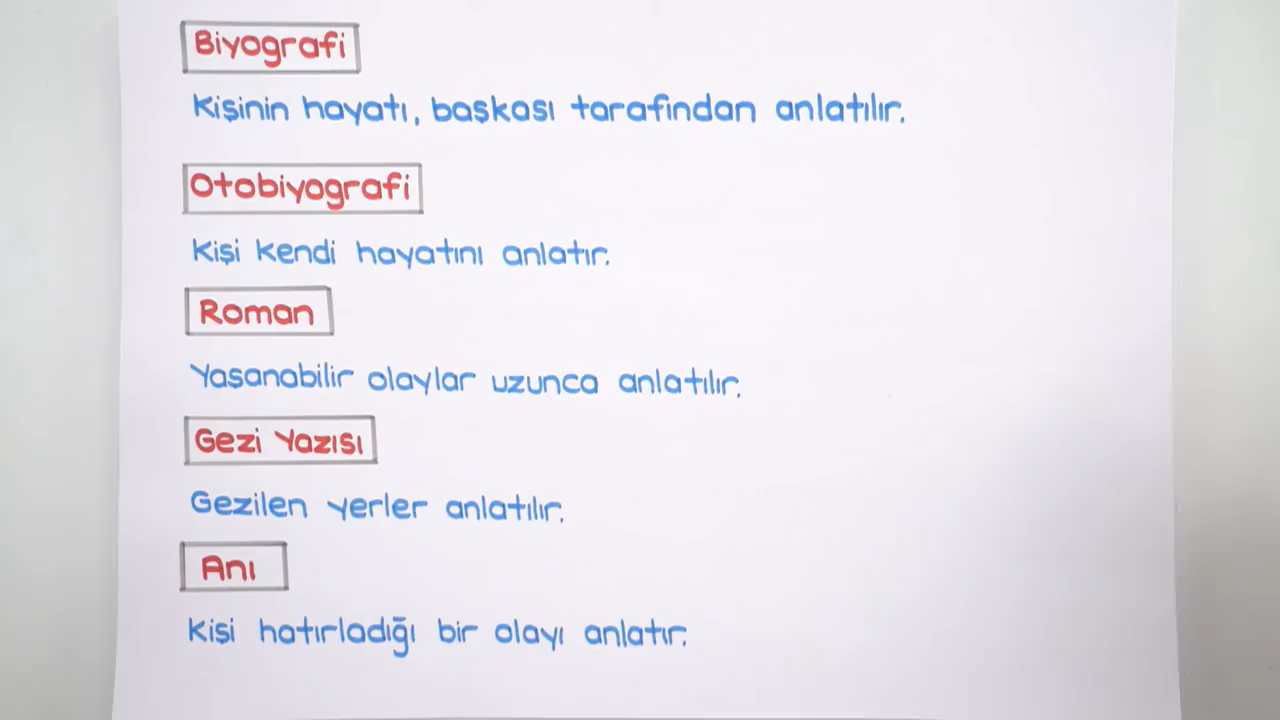 Biyografi
Kişinin hayatı, başkası tarafından anlatılır.
Otobiyografi
Kişi kendi hayatını anlatır.
Roman
Yaşanabilir olaylar uzunca anlatılır.
Gezi Yazısı
Gezilen yerler anlatılır.
Anı
Kişi hatırladığı bir olayı anlatır.